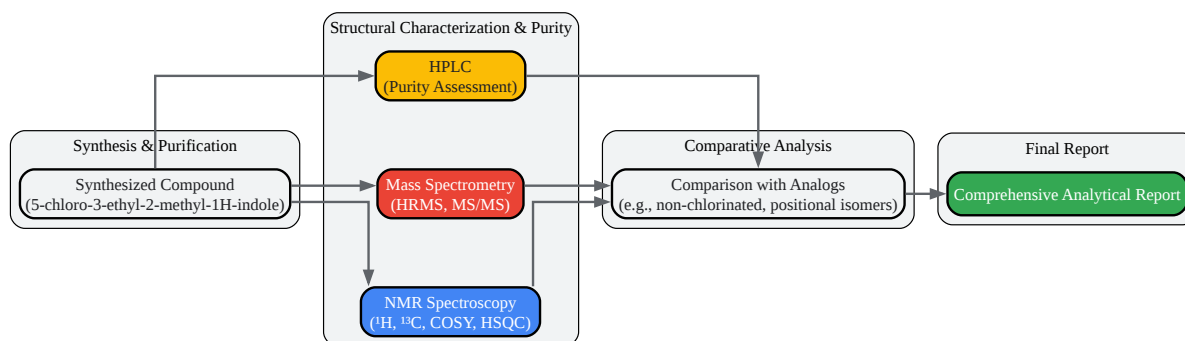 Structural Characterization & Purity
HPLC
(Purity Assessment)
Synthesis & Purification
Synthesized Compound
(5-chloro-3-ethyl-2-methyl-1H-indole)
Mass Spectrometry
(HRMS, MS/MS)
NMR Spectroscopy
(¹H, ¹³C, COSY, HSQC)
Comparative Analysis
Comparison with Analogs
(e.g., non-chlorinated, positional isomers)
Final Report
Comprehensive Analytical Report